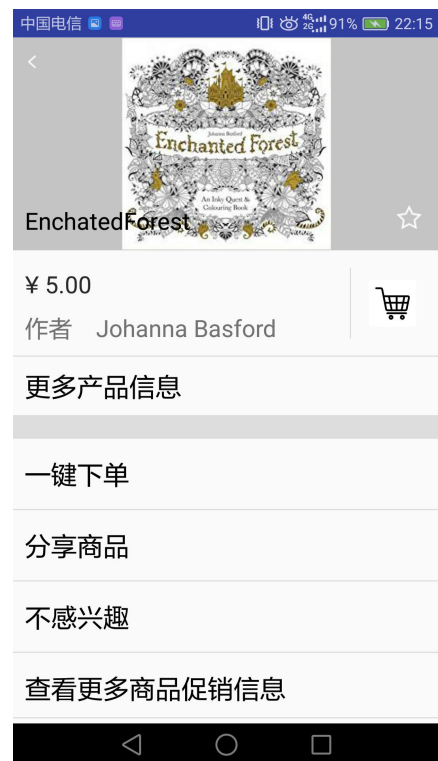 中国电信 4G 2G 91% 22:15
Johanna Basford
Enchanted Forest
An Inky Quest &
Colouring Book
EnchatedForest
¥ 5.00
作者 Johanna Basford
更多产品信息
一键下单
分享商品
不感兴趣
查看更多商品促销信息